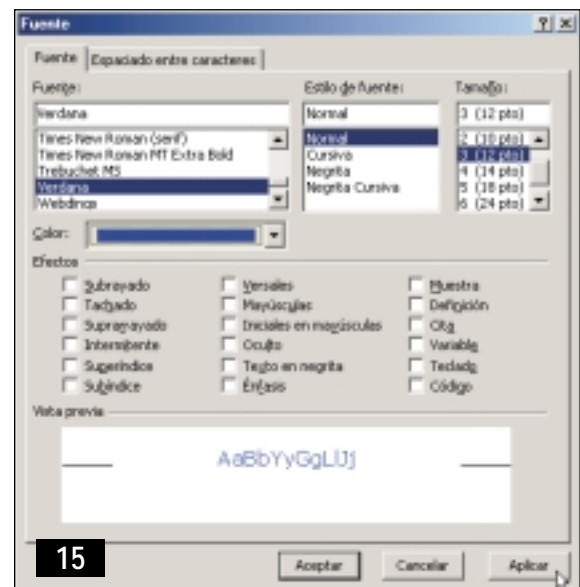 Fuente
Fuente Espaciado entre caracteres
Fuente: Estilo de fuente: Tamaño:
Verdana Normal 3 (12 pto)
Times New Roman (serif) Normal 2 (10 pto)
Times New Roman MT Extra Bold Cursiva 3 (12 pto)
Trebuchet MS Negrita 4 (14 pto)
Verdana Negrita Cursiva 5 (18 pto)
Webdings 6 (24 pto)
Color:
Efectos
Subrayado Versales Muestra
Tachado Mayúsculas Definición
Suprarrayado Iniciales en mayúsculas Cita
Intermitente Oculto Variable
Superíndice Texto en negrita Teclado
Subíndice Énfasis Código
Vista previa
AaBbYyGgLlJj
15
Aceptar Cancelar Aplicar